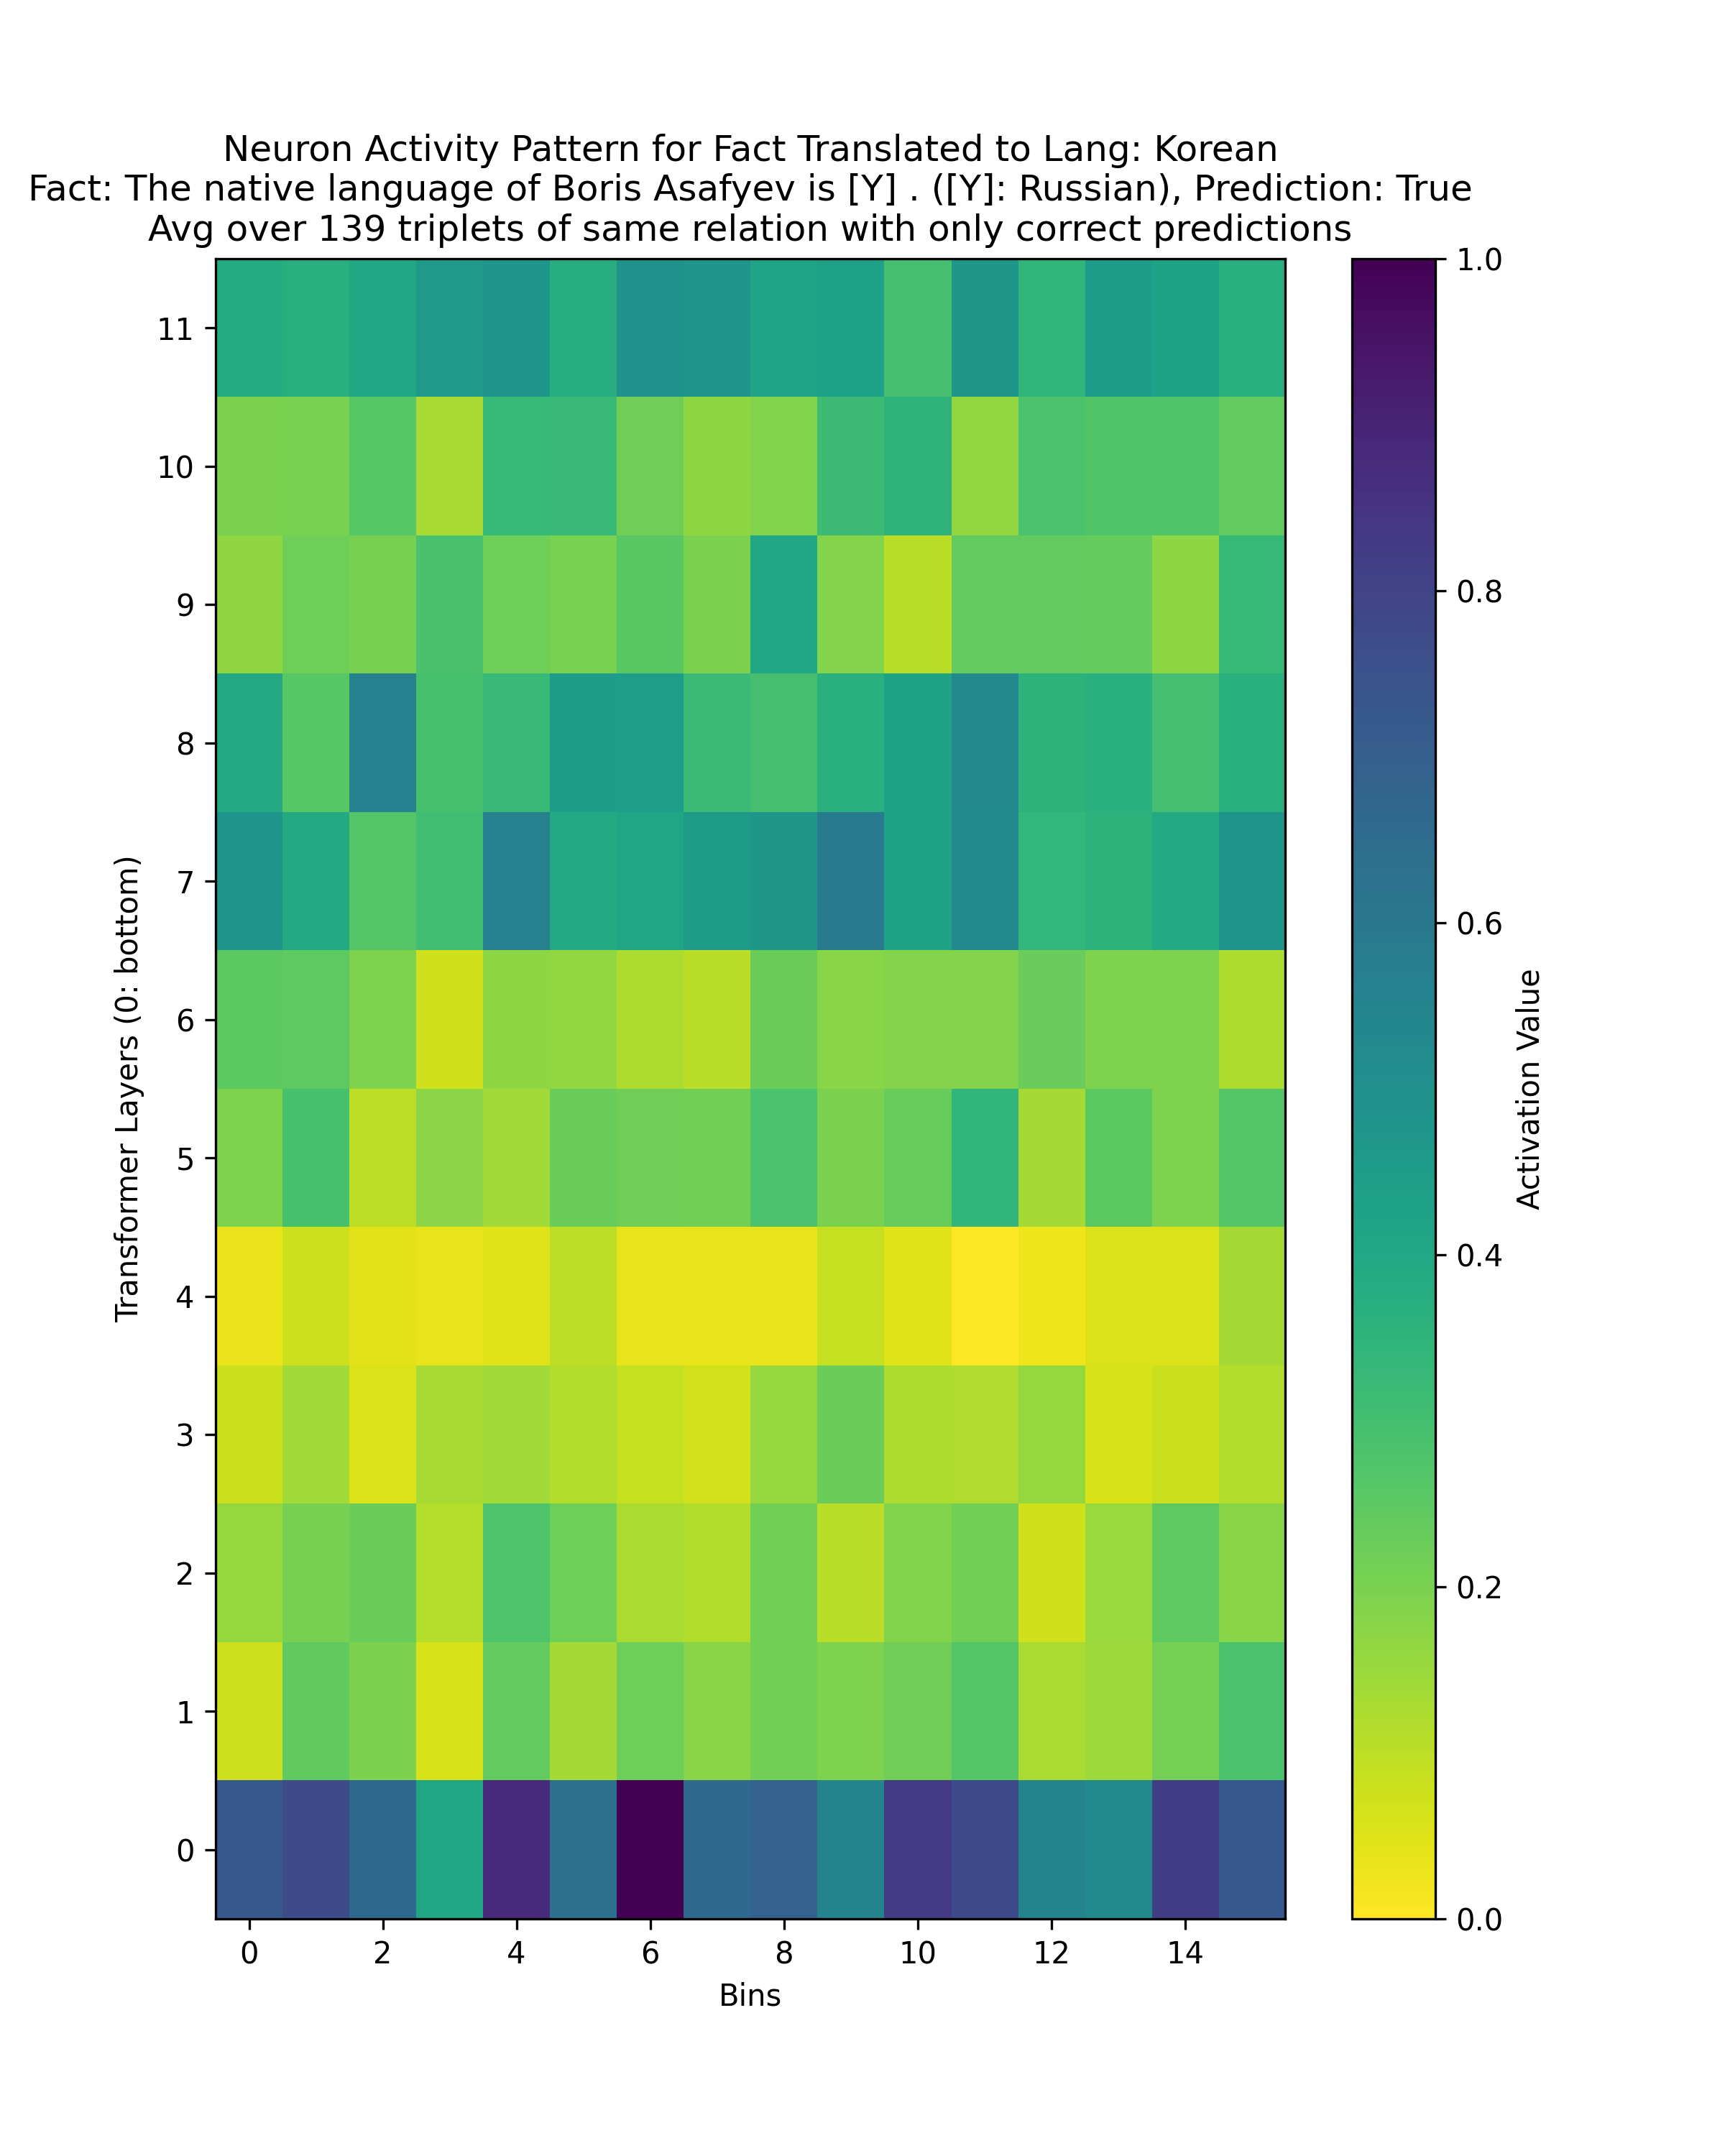 Neuron Activity Pattern for Fact Translated to Lang: Korean
Fact: The native language of Boris Asafyev is [Y] . ([Y]: Russian), Prediction: True
Avg over 139 triplets of same relation with only correct predictions
11
10
9
8
7
6
5
4
3
2
1
0
Transformer Layers (0: bottom)
0 2 4 6 8 10 12 14
Bins
1.0
0.8
0.6
0.4
0.2
0.0
Activation Value